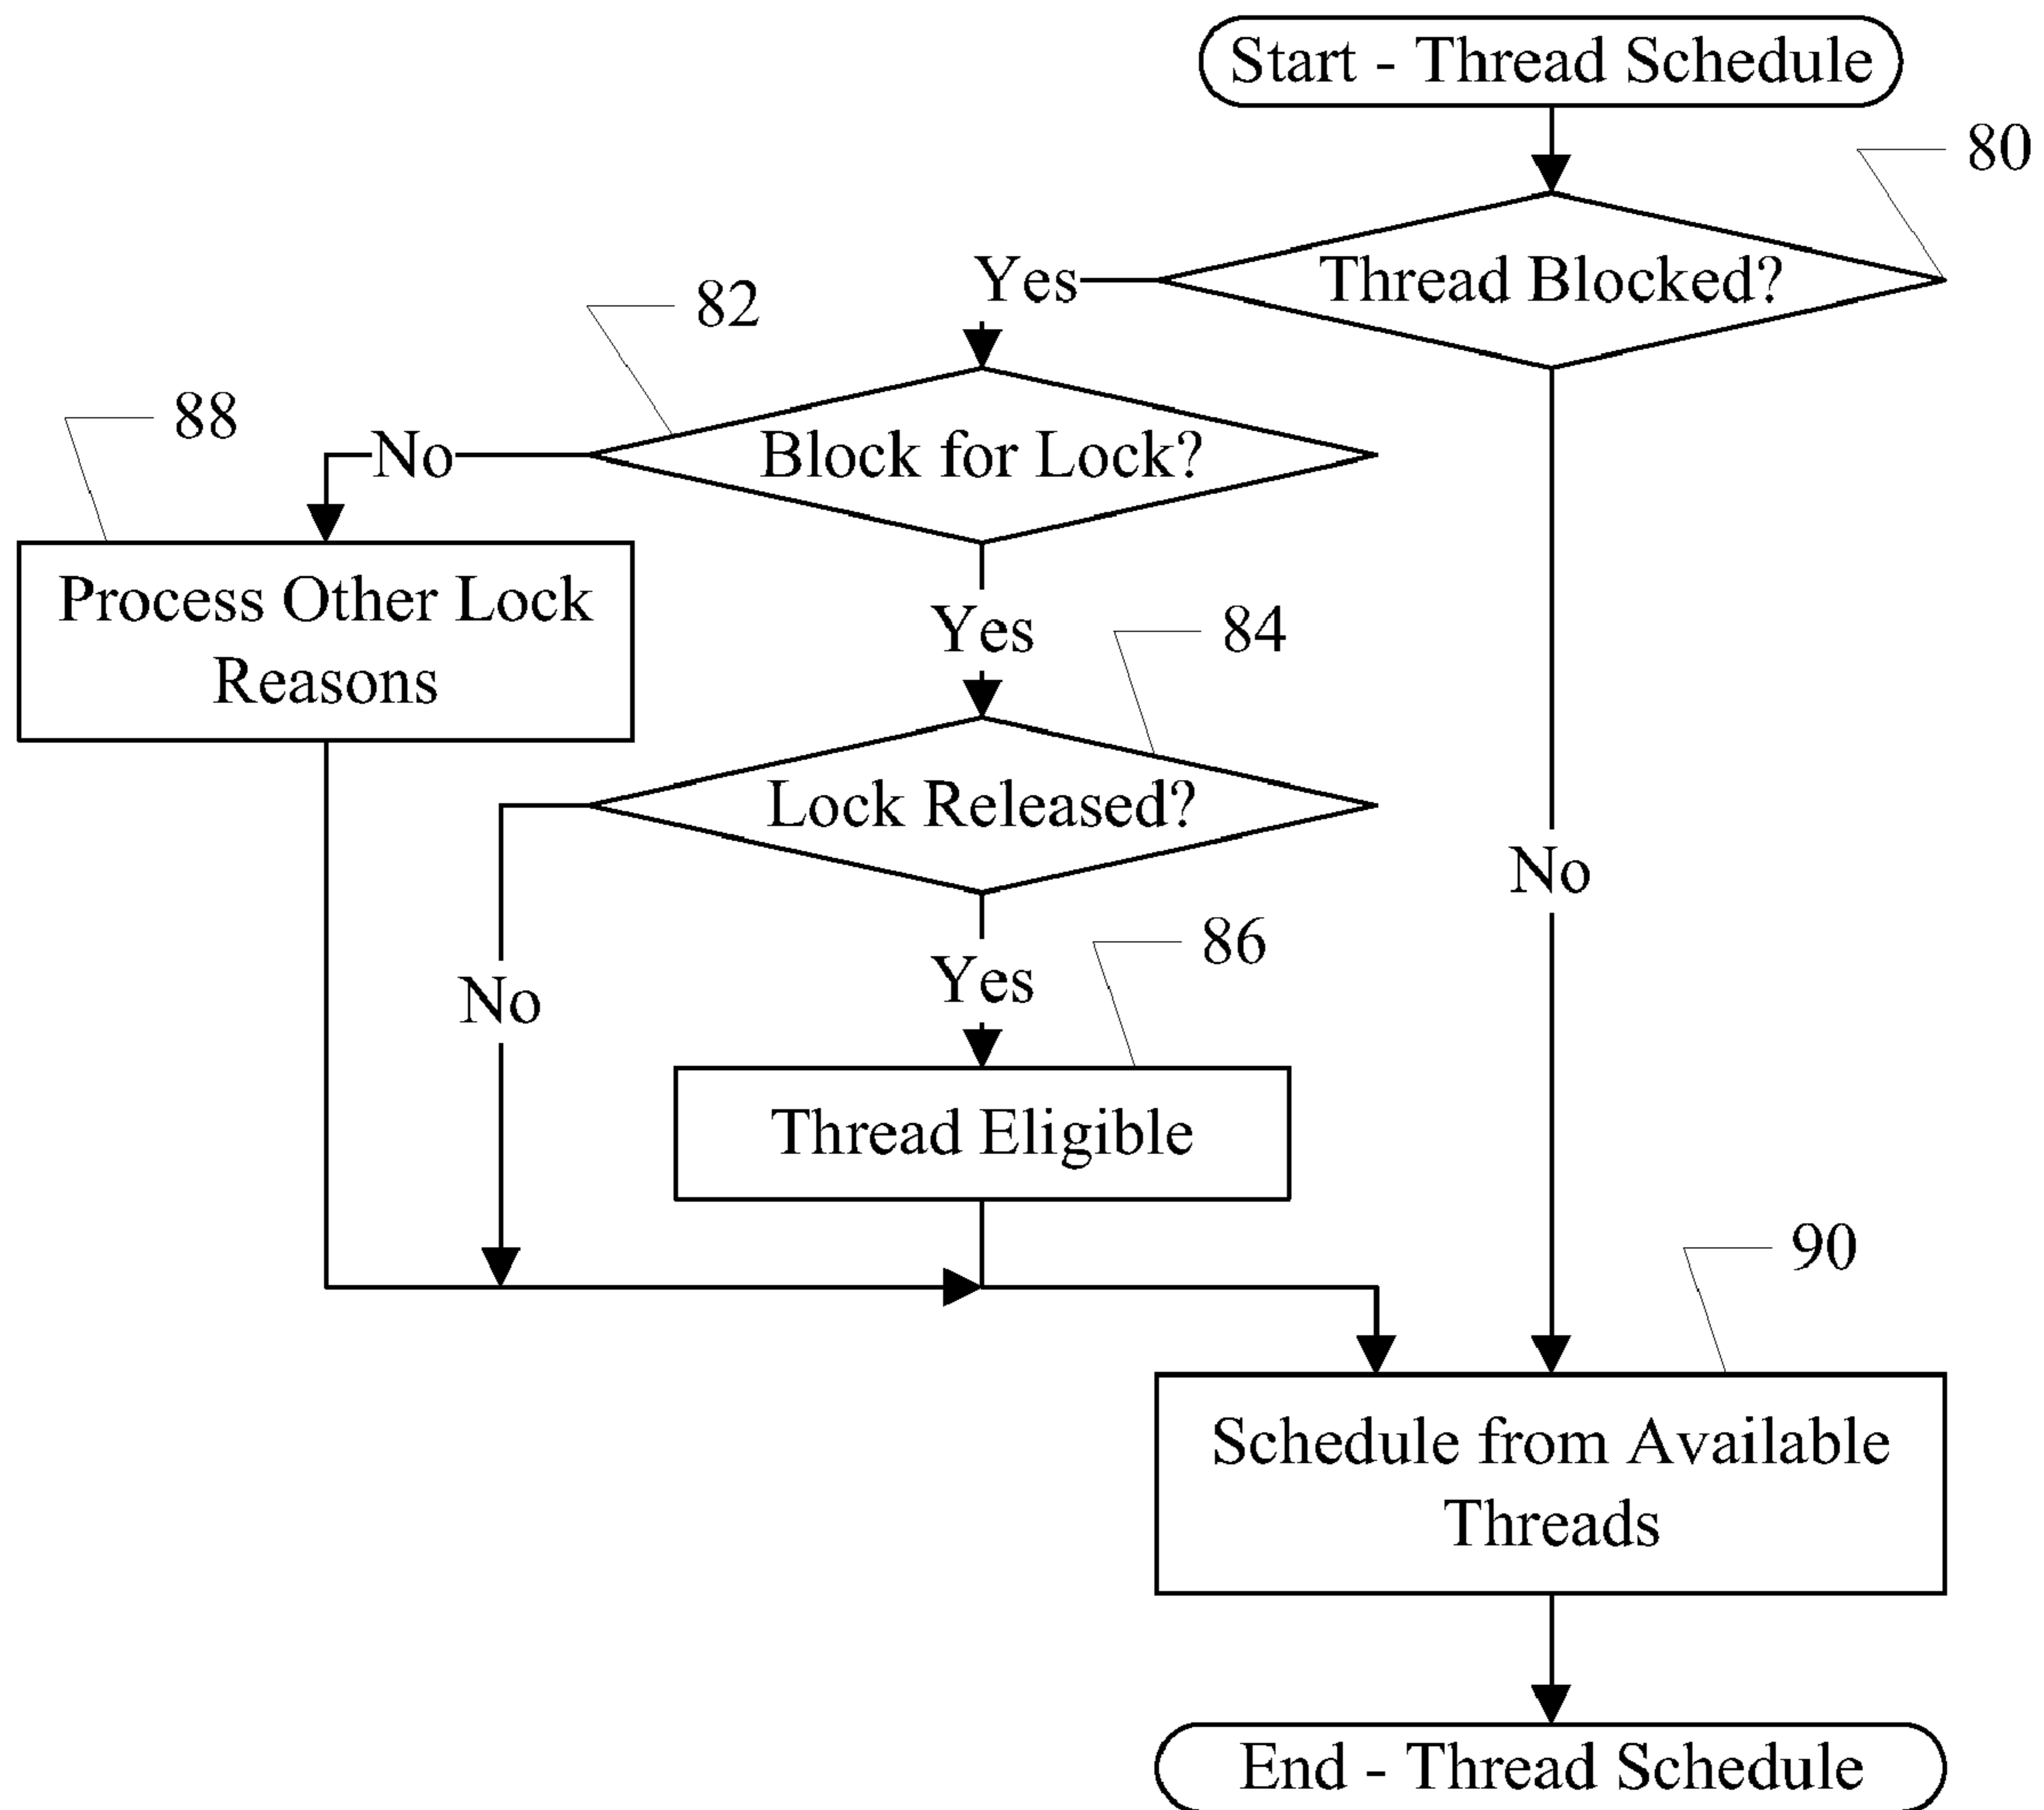 Start - Thread Schedule
80
Thread Blocked?
Yes
82
Block for Lock?
88
No
Process Other Lock
Reasons
Yes
84
Lock Released?
No
No
Yes
86
Thread Eligible
90
Schedule from Available
Threads
End - Thread Schedule